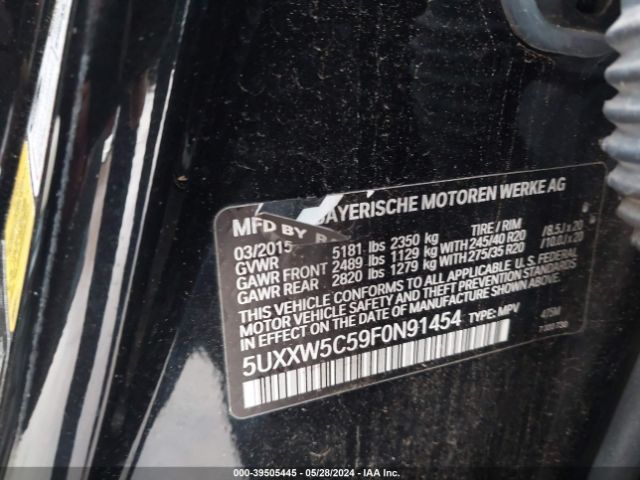 MFD BY BAYERISCHE MOTOREN WERKE AG
03/2015
TIRE / RIM
GVWR 5181 lbs 2350 kg
GAWR FRONT 2489 lbs 1129 kg WITH 245/40 R20 /8.5J x 20
GAWR REAR 2820 lbs 1279 kg WITH 275/35 R20 /10.0J x 20
THIS VEHICLE CONFORMS TO ALL APPLICABLE U.S. FEDERAL
MOTOR VEHICLE SAFETY AND THEFT PREVENTION STANDARDS
IN EFFECT ON THE DATE OF MANUFACTURE SHOWN ABOVE.
5UXXW5C59F0N91454 TYPE: MPV 475M
000-39505445 - 05/28/2024 - IAA Inc.